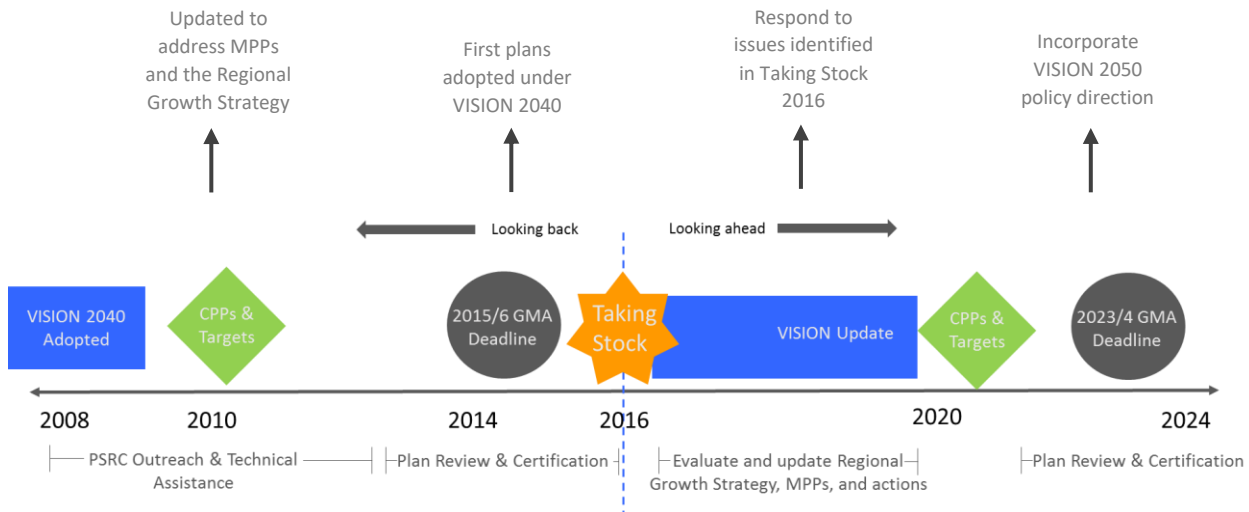 Updated to
address MPPs
and the Regional
Growth Strategy
First plans
adopted under
VISION 2040
Respond to
issues identified
in Taking Stock
2016
Incorporate
VISION 2050
policy direction
Looking back
Looking ahead
VISION 2040
Adopted
CPPs &
Targets
2015/6 GMA
Deadline
Taking
Stock
VISION Update
CPPs &
Targets
2023/4 GMA
Deadline
2008
2010
2014
2016
2020
2024
PSRC Outreach & Technical
Assistance
Plan Review & Certification
Evaluate and update Regional
Growth Strategy, MPPs, and actions
Plan Review & Certification